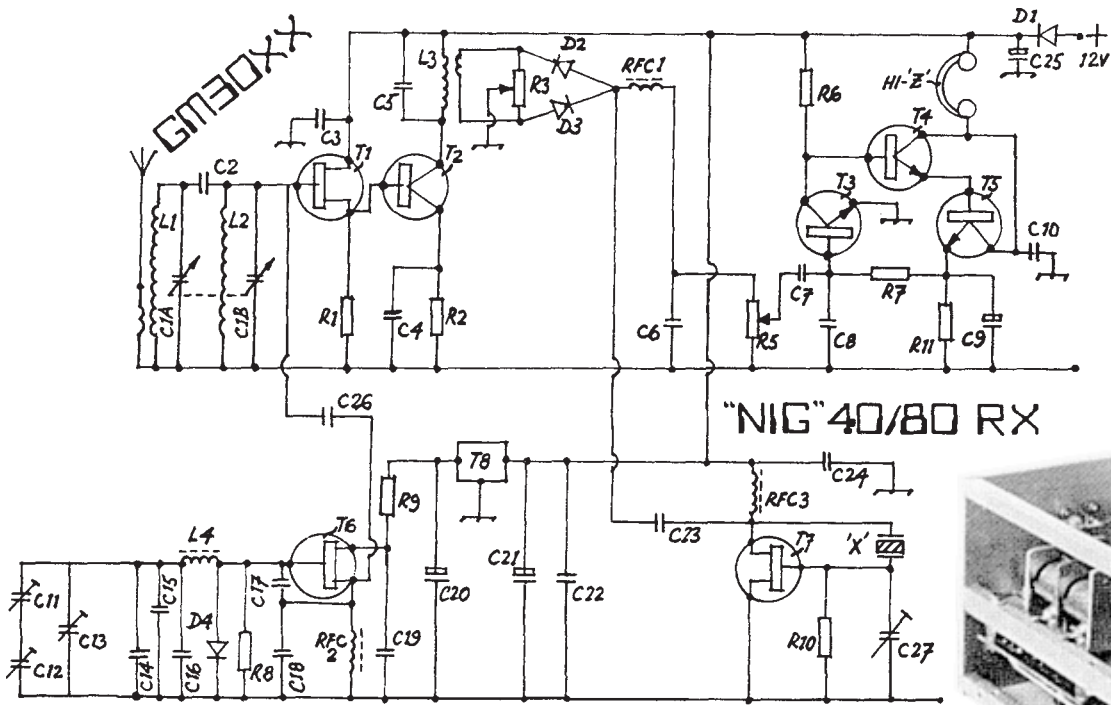 GM3OXX
D1
+
12V
C25
HI-'Z'
L3
D2
RFC1
C5
R3
D3
R6
T4
C3
T1
T2
T3
T5
C2
L1
L2
C10
C7
R7
C1A
C1B
R1
C4
R2
C6
R5
C8
R11
C9
C26
"NIG" 40/80 RX
T8
C24
R9
RFC3
T6
C23
'X'
T7
L4
C21
C22
C20
C17
C15
C11
D4
C13
C19
RFC
2
R10
C27
C12
C14
C16
R8
C18